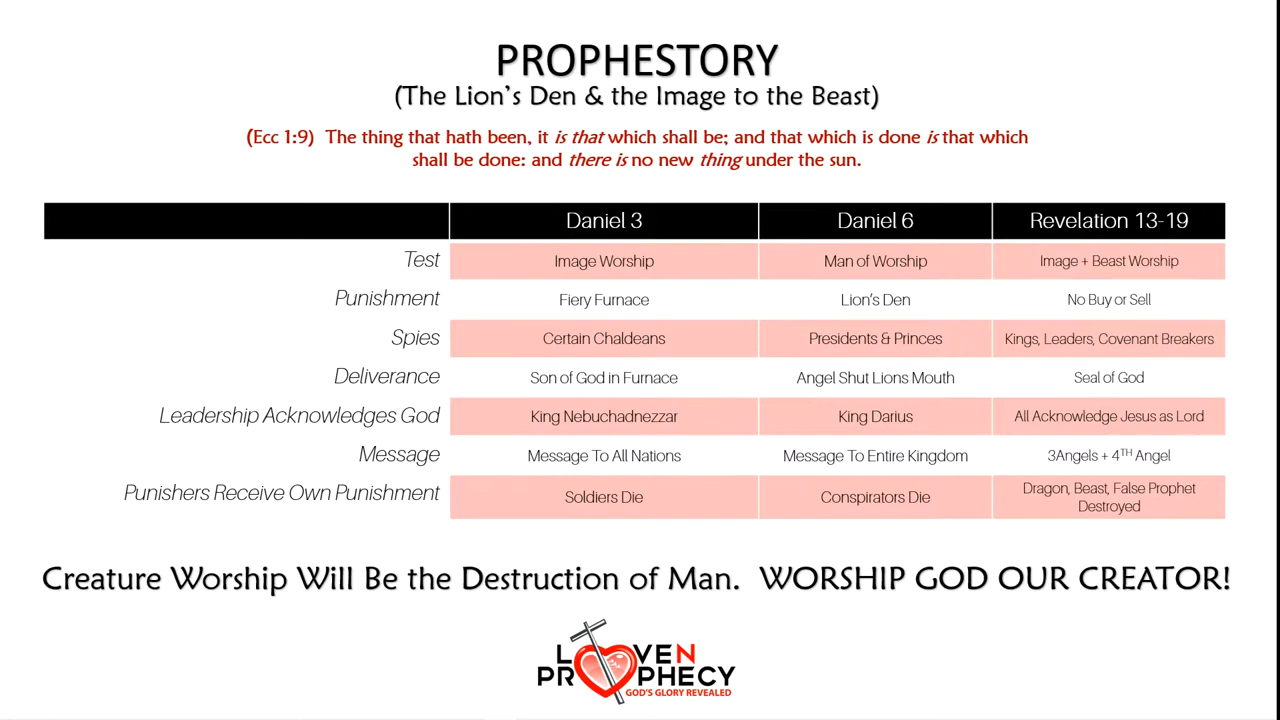 PROPHESTORY
(The Lion's Den & the Image to the Beast)
(Ecc 1:9) The thing that hath been, it is that which shall be; and that which is done is that which
shall be done: and there is no new thing under the sun.
Daniel 3 Daniel 6 Revelation 13-19
Test Image Worship Man of Worship Image + Beast Worship
Punishment Fiery Furnace Lion's Den No Buy or Sell
Spies Certain Chaldeans Presidents & Princes Kings, Leaders, Covenant Breakers
Deliverance Son of God in Furnace Angel Shut Lions Mouth Seal of God
Leadership Acknowledges God King Nebuchadnezzar King Darius All Acknowledge Jesus as Lord
Message Message To All Nations Message To Entire Kingdom 3Angels + 4TH Angel
Punishers Receive Own Punishment Soldiers Die Conspirators Die Dragon, Beast, False Prophet
Destroyed
Creature Worship Will Be the Destruction of Man. WORSHIP GOD OUR CREATOR!
LOVEN
PROPHECY
GOD'S GLORY REVEALED